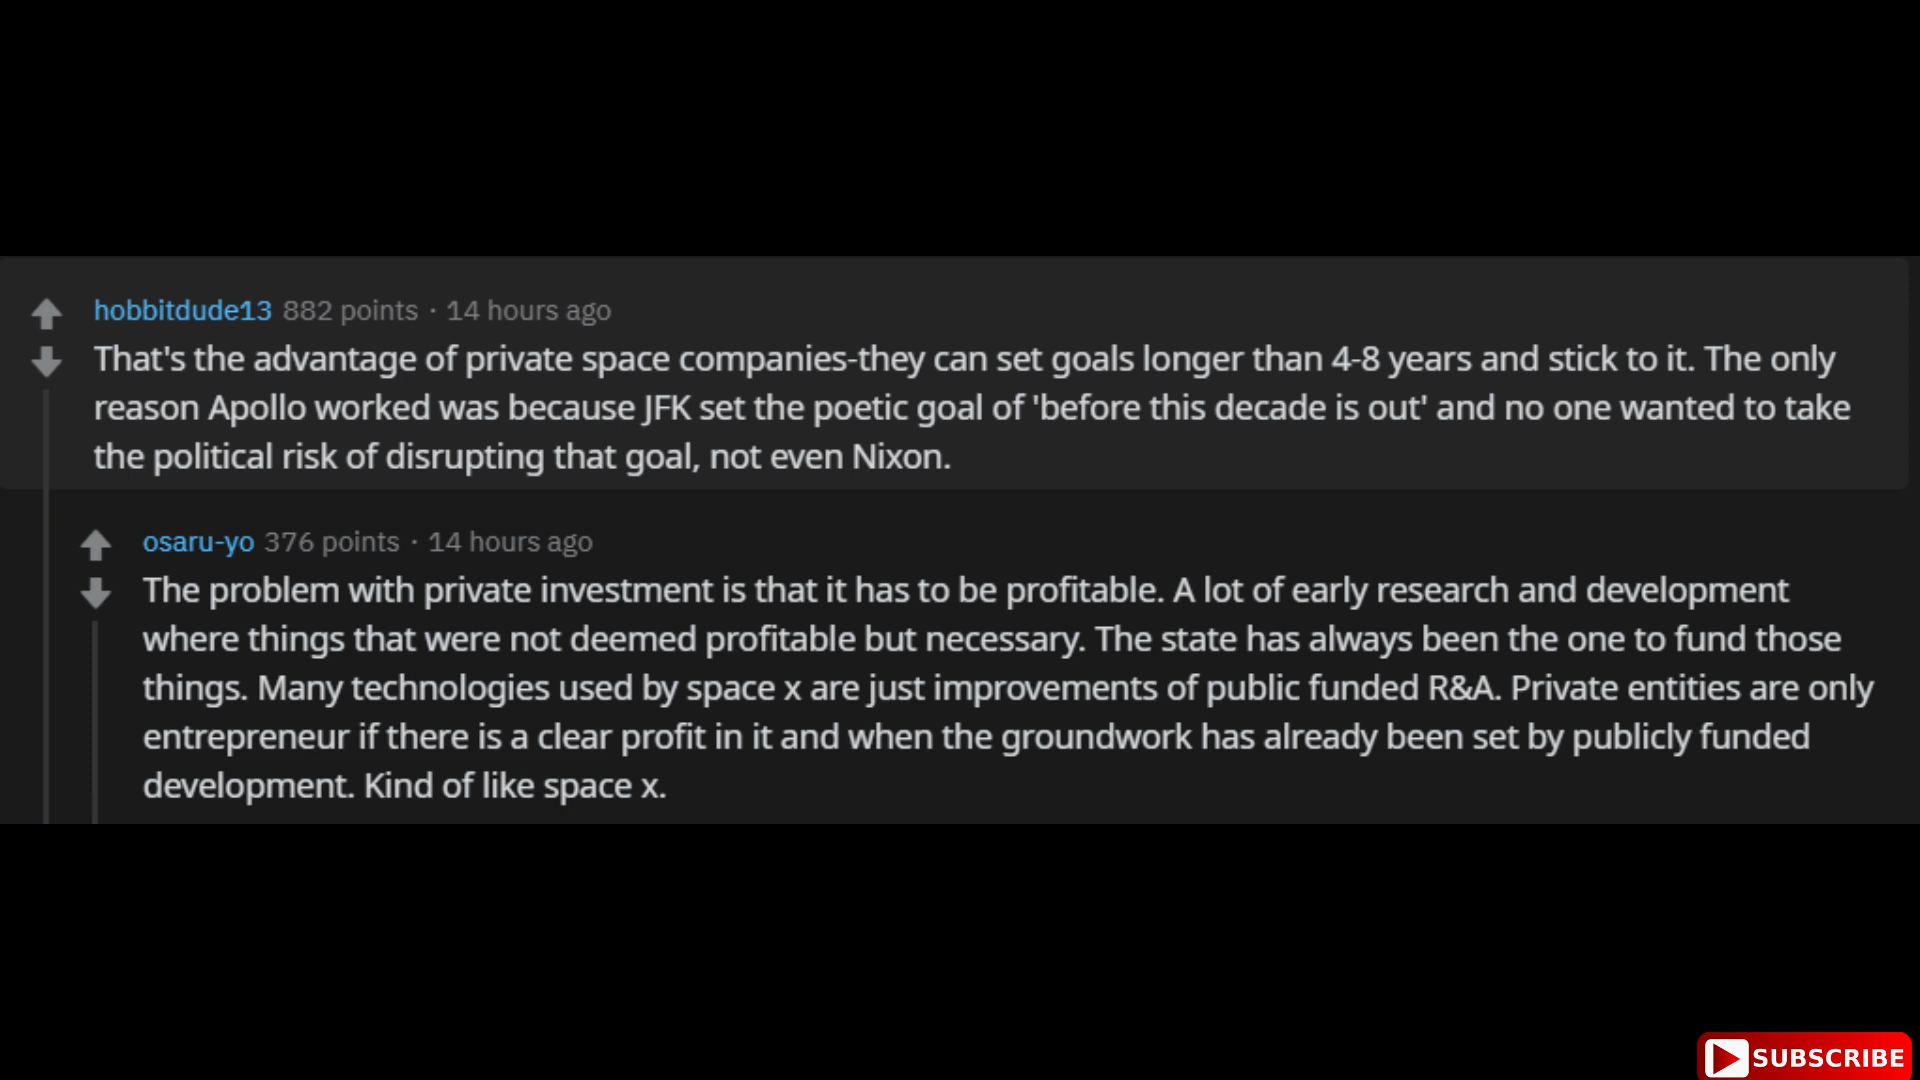 hobbitdude13 882 points · 14 hours ago
That's the advantage of private space companies-they can set goals longer than 4-8 years and stick to it. The only
reason Apollo worked was because JFK set the poetic goal of 'before this decade is out' and no one wanted to take
the political risk of disrupting that goal, not even Nixon.
osaru-yo 376 points · 14 hours ago
The problem with private investment is that it has to be profitable. A lot of early research and development
where things that were not deemed profitable but necessary. The state has always been the one to fund those
things. Many technologies used by space x are just improvements of public funded R&A. Private entities are only
entrepreneur if there is a clear profit in it and when the groundwork has already been set by publicly funded
development. Kind of like space x.
SUBSCRIBE